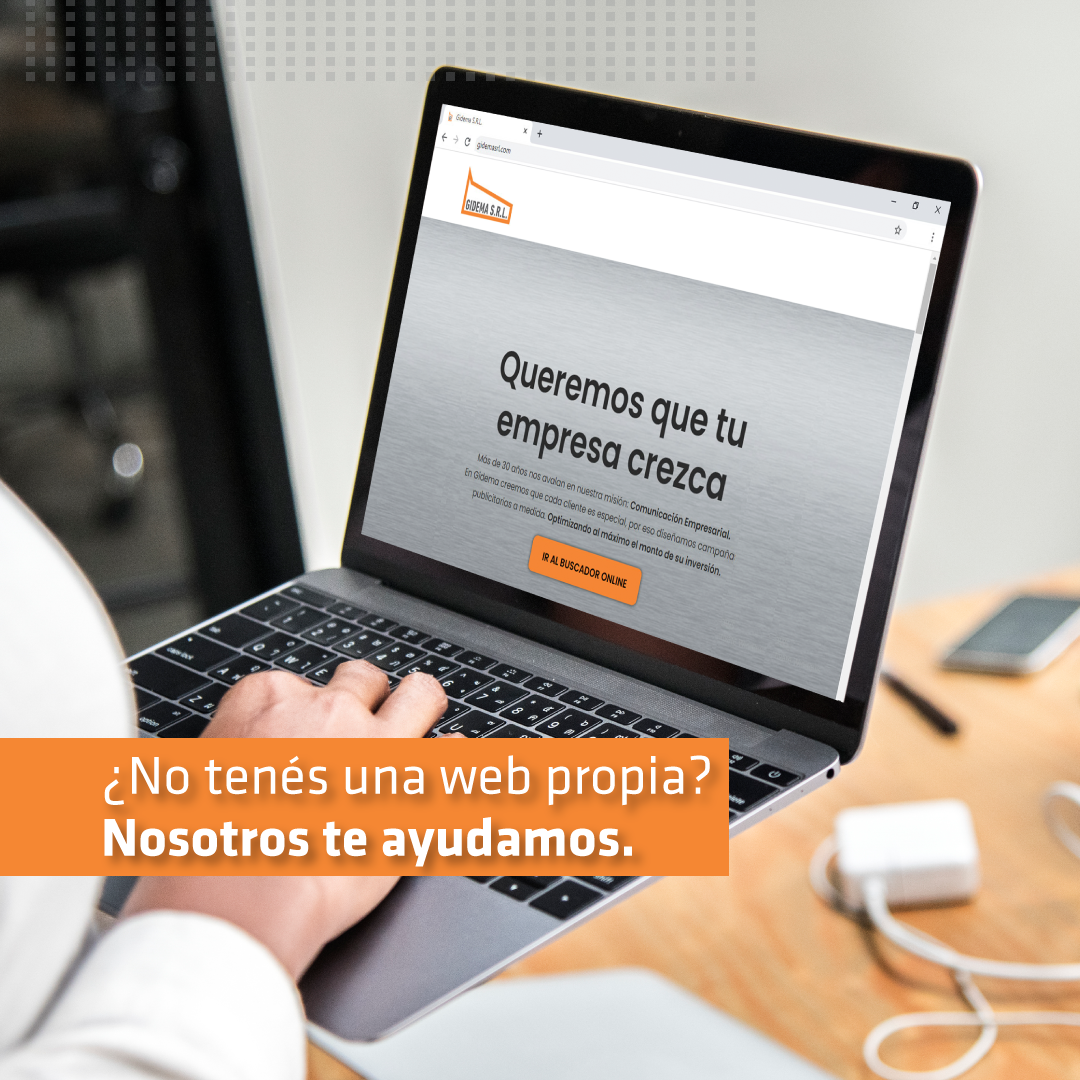 Gidema S.R.L.
gidemasrl.com
GIDEMA S.R.L.
Queremos que tu
empresa crezca
Más de 30 años nos avalan en nuestra misión: Comunicación Empresarial.
En Gidema creemos que cada cliente es especial, por eso diseñamos campaña
publicitarias a medida. Optimizando al máximo el monto de su inversión.
IR AL BUSCADOR ONLINE
¿No tenés una web propia?
Nosotros te ayudamos.